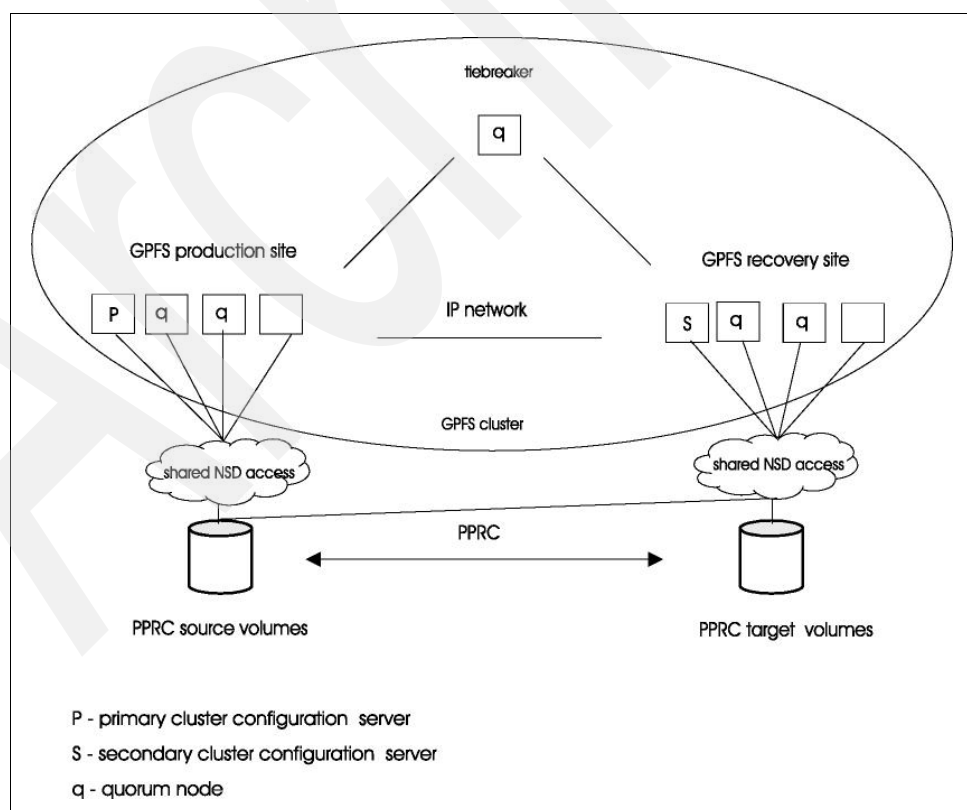 tiebreaker
q
GPFS production site
GPFS recovery site
P q q
IP network
S q q
GPFS cluster
shared NSD access
shared NSD access
PPRC
PPRC source volumes
PPRC target volumes
P - primary cluster configuration server
S - secondary cluster configuration server
q - quorum node